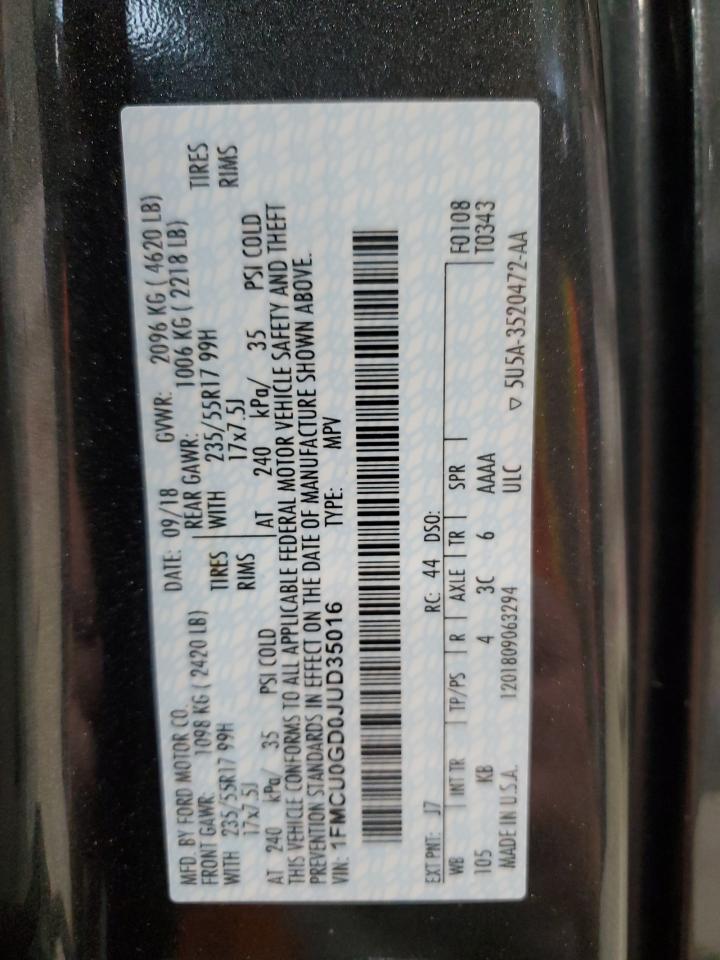 MFD. BY FORD MOTOR CO. DATE: 09/18 GVWR: 2096 KG ( 4620 LB)
FRONT GAWR: 1098 KG ( 2420 LB) REAR GAWR: 1006 KG ( 2218 LB)
WITH 235/55R17 99H TIRES WITH 235/55R17 99H TIRES
17x7.5J RIMS 17x7.5J RIMS
AT 240 kPa/ 35 PSI COLD AT 240 kPa/ 35 PSI COLD
THIS VEHICLE CONFORMS TO ALL APPLICABLE FEDERAL MOTOR VEHICLE SAFETY AND THEFT
PREVENTION STANDARDS IN EFFECT ON THE DATE OF MANUFACTURE SHOWN ABOVE.
VIN: 1FMCU0GD0JUD35016 TYPE: MPV
EXT PNT: J7 RC: 44 DSO: F0108
WB INT TR TP/PS R AXLE TR SPR T0343
105 KB 4 3C 6 AAAA
MADE IN U.S.A. 1201809063294 ULC ▽ 5U5A-3520472-AA